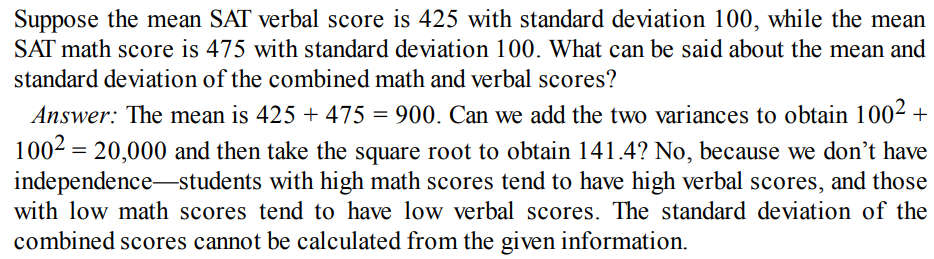 Suppose the mean SAT verbal score is 425 with standard deviation 100, while the mean
SAT math score is 475 with standard deviation 100. What can be said about the mean and
standard deviation of the combined math and verbal scores?
Answer: The mean is 425 + 475 = 900. Can we add the two variances to obtain 100² +
100² = 20,000 and then take the square root to obtain 141.4? No, because we don’t have
independence—students with high math scores tend to have high verbal scores, and those
with low math scores tend to have low verbal scores. The standard deviation of the
combined scores cannot be calculated from the given information.